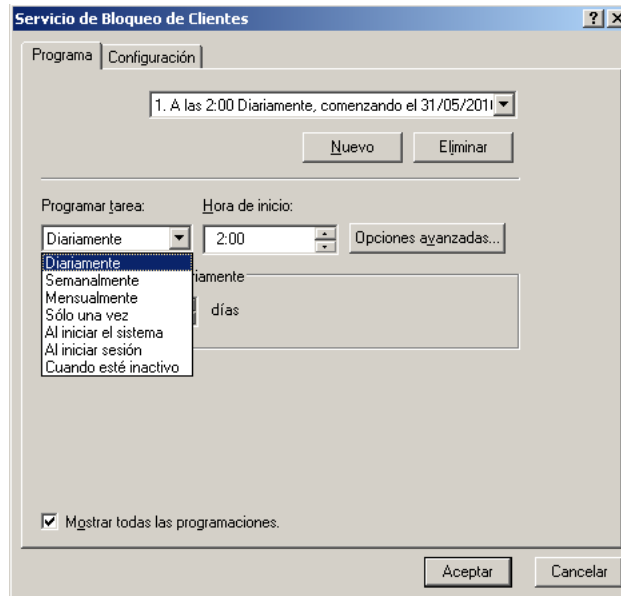 Servicio de Bloqueo de Clientes
Programa Configuración
1. A las 2:00 Diariamente, comenzando el 31/05/201
Nuevo Eliminar
Programar tarea: Hora de inicio:
Diariamente 2:00 Opciones avanzadas...
Diariamente
Semanalmente
Mensualmente
Sólo una vez
Al iniciar el sistema
Al iniciar sesión
Cuando esté inactivo
iamente
días
Mostrar todas las programaciones.
Aceptar Cancelar